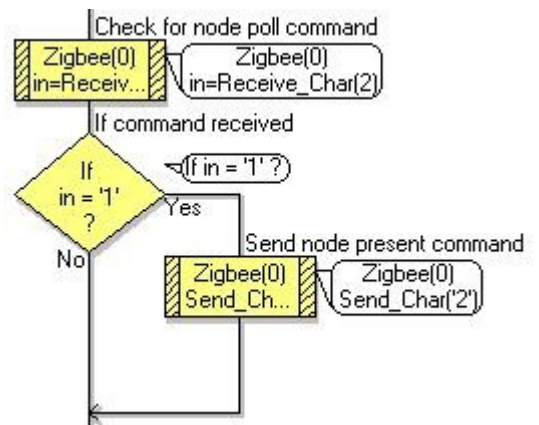 Check for node poll command
Zigbee(0)
in=Receiv...
Zigbee(0)
in=Receive_Char(2)
If command received
If
in = '1'
?
If in = '1' ?)
Yes
No
Send node present command
Zigbee(0)
Send_Ch...
Zigbee(0)
Send_Char('2')